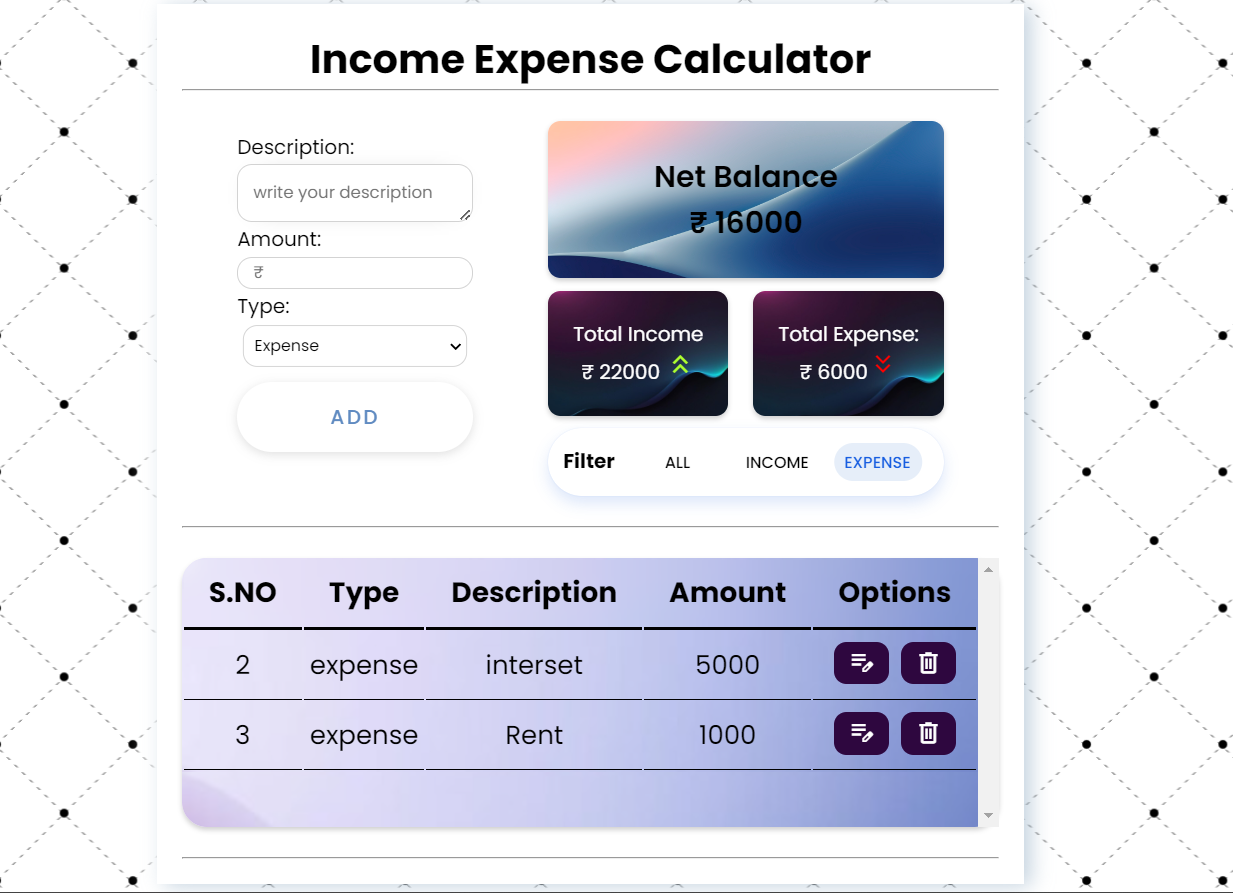 Income Expense Calculator
Description:
write your description
Amount:
₹
Type:
Expense
ADD
Net Balance
₹ 16000
Total Income
₹ 22000
Total Expense:
₹ 6000
Filter ALL INCOME EXPENSE
S.NO Type Description Amount Options
2 expense interset 5000
3 expense Rent 1000